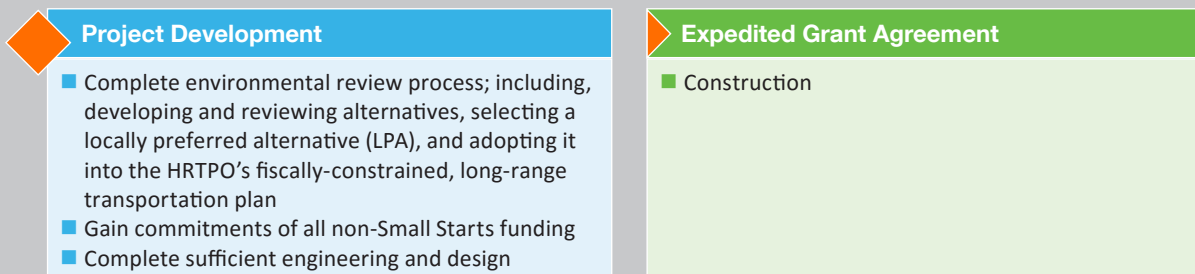 Project Development
■ Complete environmental review process; including,
developing and reviewing alternatives, selecting a
locally preferred alternative (LPA), and adopting it
into the HRTPO’s fiscally-constrained, long-range
transportation plan
■ Gain commitments of all non-Small Starts funding
■ Complete sufficient engineering and design
Expedited Grant Agreement
■ Construction